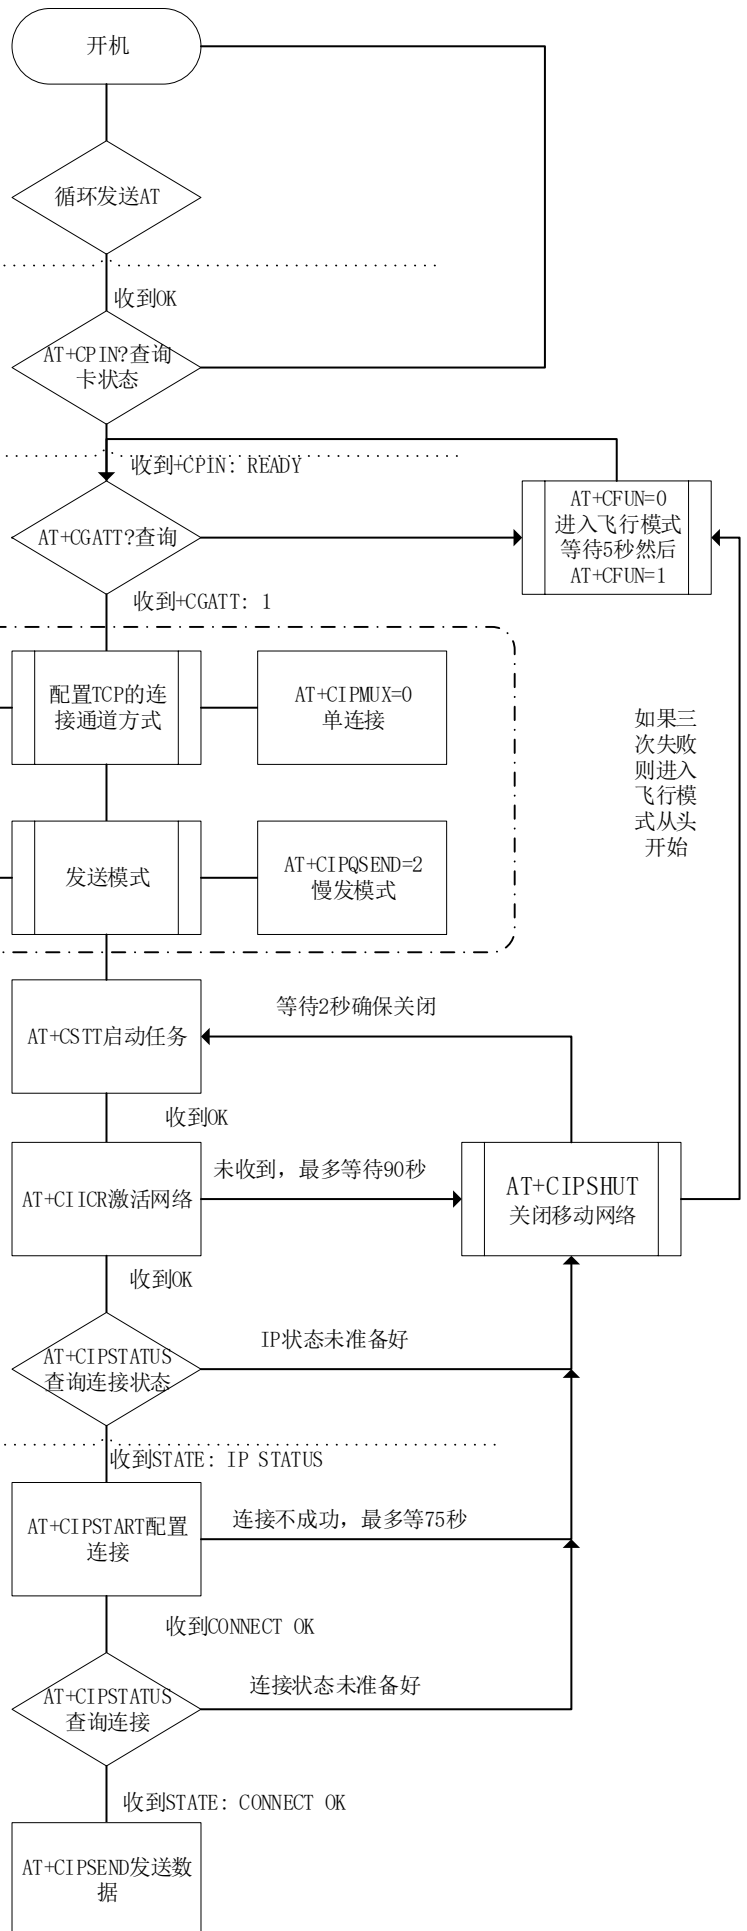 开机
循环发送AT
收到OK
AT+CPIN?查询
卡状态
收到+CPIN: READY
AT+CFUN=0
进入飞行模式
等待5秒然后
AT+CFUN=1
AT+CGATT?查询
收到+CGATT: 1
配置TCP的连
接通道方式
AT+CIPMUX=0
单连接
如果三
次失败
则进入
飞行模
式从头
开始
发送模式
AT+CIPQSEND=2
慢发模式
等待2秒确保关闭
AT+CSTT启动任务
收到OK
未收到，最多等待90秒
AT+CIICR激活网络
AT+CIPSHUT
关闭移动网络
收到OK
IP状态未准备好
AT+CIPSTATUS
查询连接状态
收到STATE: IP STATUS
AT+CIPSTART配置
连接
连接不成功，最多等75秒
收到CONNECT OK
连接状态未准备好
AT+CIPSTATUS
查询连接
收到STATE: CONNECT OK
AT+CIPSEND发送数
据